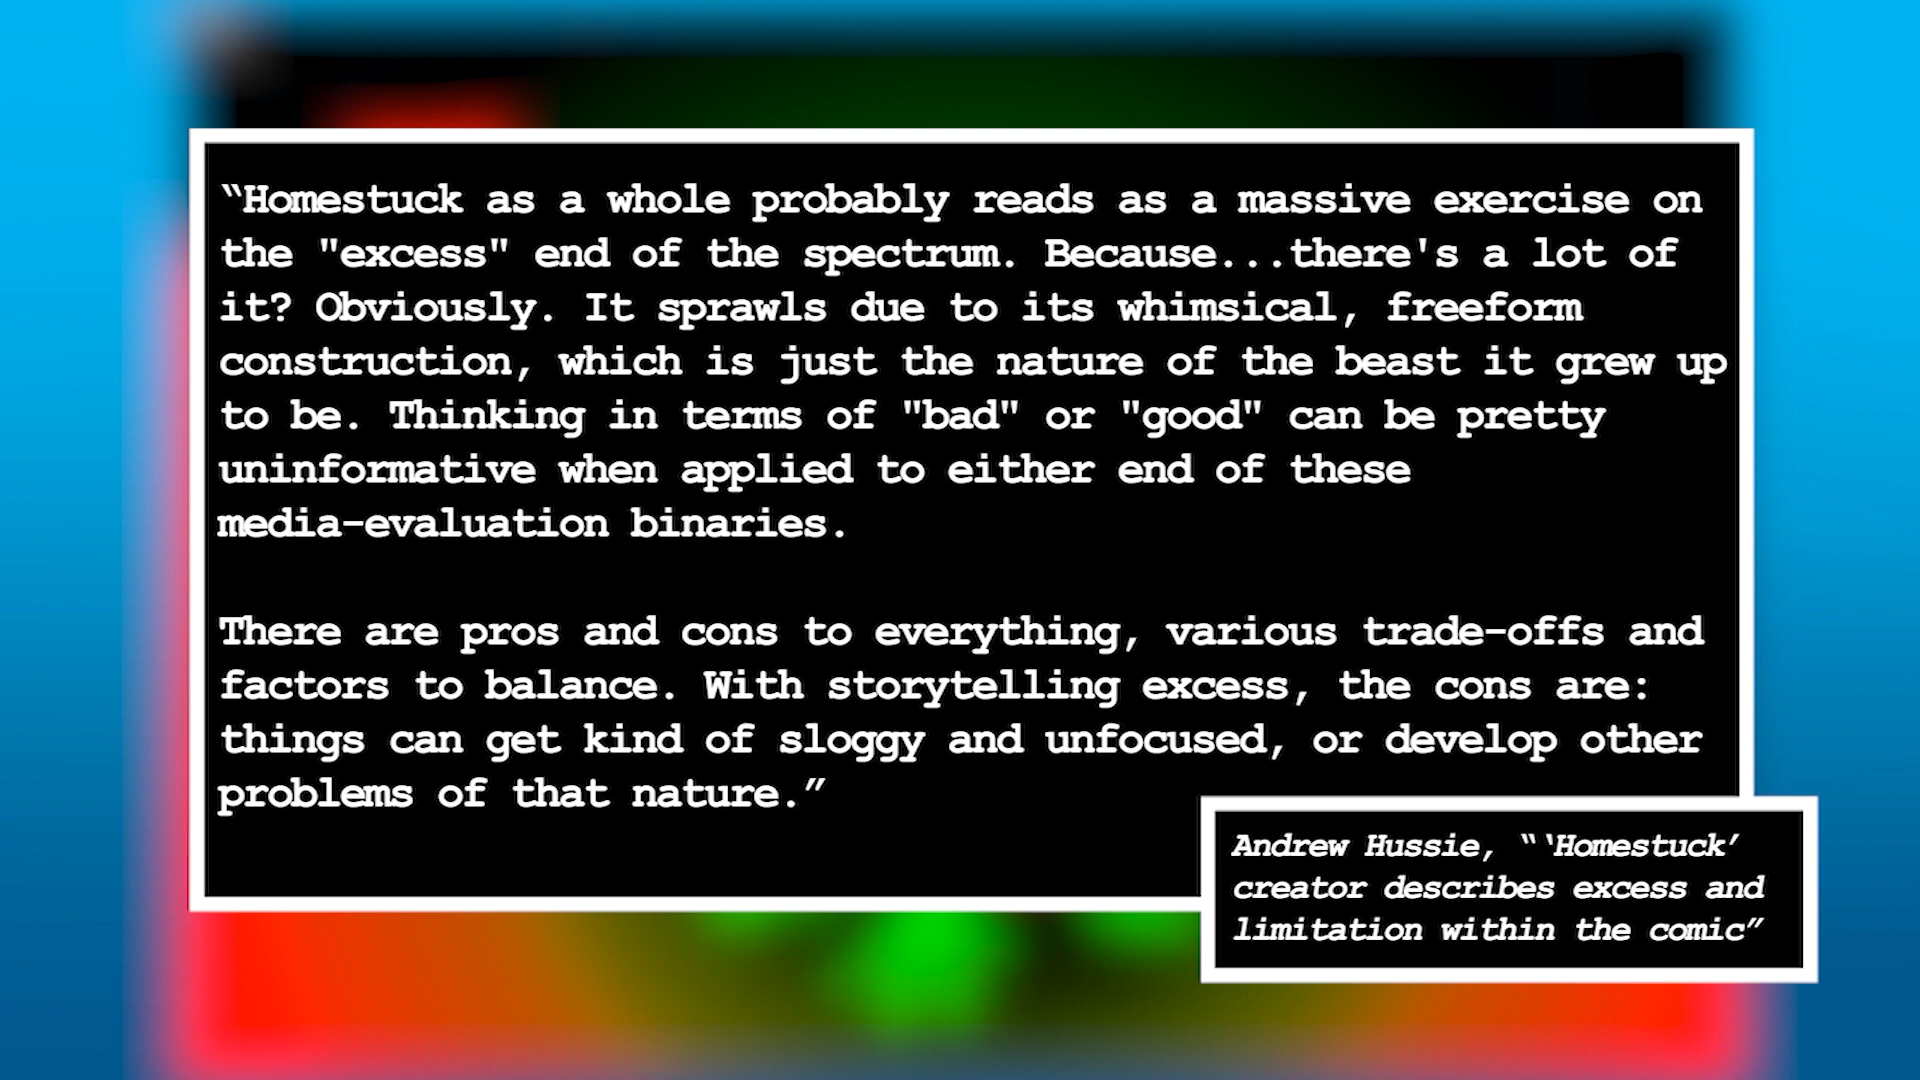 “Homestuck as a whole probably reads as a massive exercise on
the "excess" end of the spectrum. Because...there's a lot of
it? Obviously. It sprawls due to its whimsical, freeform
construction, which is just the nature of the beast it grew up
to be. Thinking in terms of "bad" or "good" can be pretty
uninformative when applied to either end of these
media-evaluation binaries.
There are pros and cons to everything, various trade-offs and
factors to balance. With storytelling excess, the cons are:
things can get kind of sloggy and unfocused, or develop other
problems of that nature.”
Andrew Hussie, “‘Homestuck’
creator describes excess and
limitation within the comic”